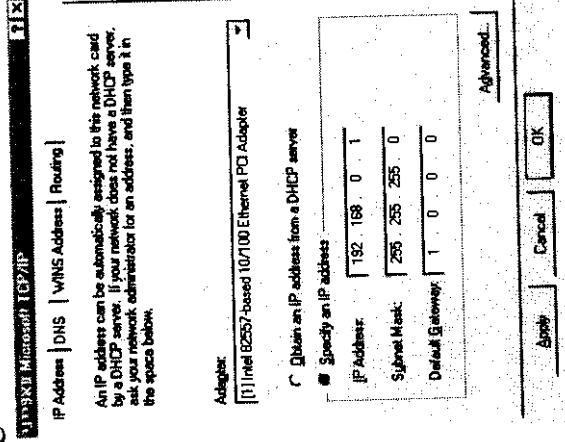 Microsoft TCP/IP
IP Address | DNS | WINS Address | Routing |
An IP address can be automatically assigned to this network card
by a DHCP server. If your network does not have a DHCP server,
ask your network administrator for an address, and then type it in
the space below.
Adapter:
[1] Intel 82557-based 10/100 Ethernet PCI Adapter
Obtain an IP address from a DHCP server
Specify an IP address
IP Address: 192 . 168 . 0 . 1
Subnet Mask: 255 . 255 . 255 . 0
Default Gateway: 1 . 0 . 0 . 0
Advanced...
Apply Cancel OK